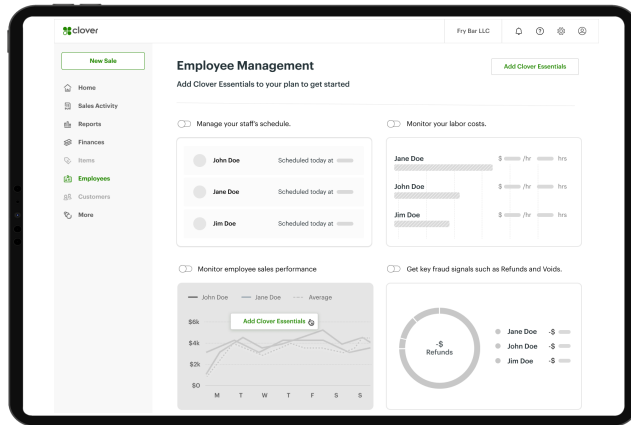 clover
Fry Bar LLC
New Sale
Home
Sales Activity
Reports
Finances
Items
Employees
Customers
More
Employee Management
Add Clover Essentials to your plan to get started
Add Clover Essentials
Manage your staff's schedule.
John Doe Scheduled today at
Jane Doe Scheduled today at
Jim Doe Scheduled today at
Monitor your labor costs.
Jane Doe $ /hr hrs
John Doe $ /hr hrs
Jim Doe $ /hr hrs
Monitor employee sales performance
John Doe Jane Doe Average
Add Clover Essentials
$6k
$4k
$2k
$0
M T W T F S S
Get key fraud signals such as Refunds and Voids.
-$
Refunds
Jane Doe -$
John Doe -$
Jim Doe -$